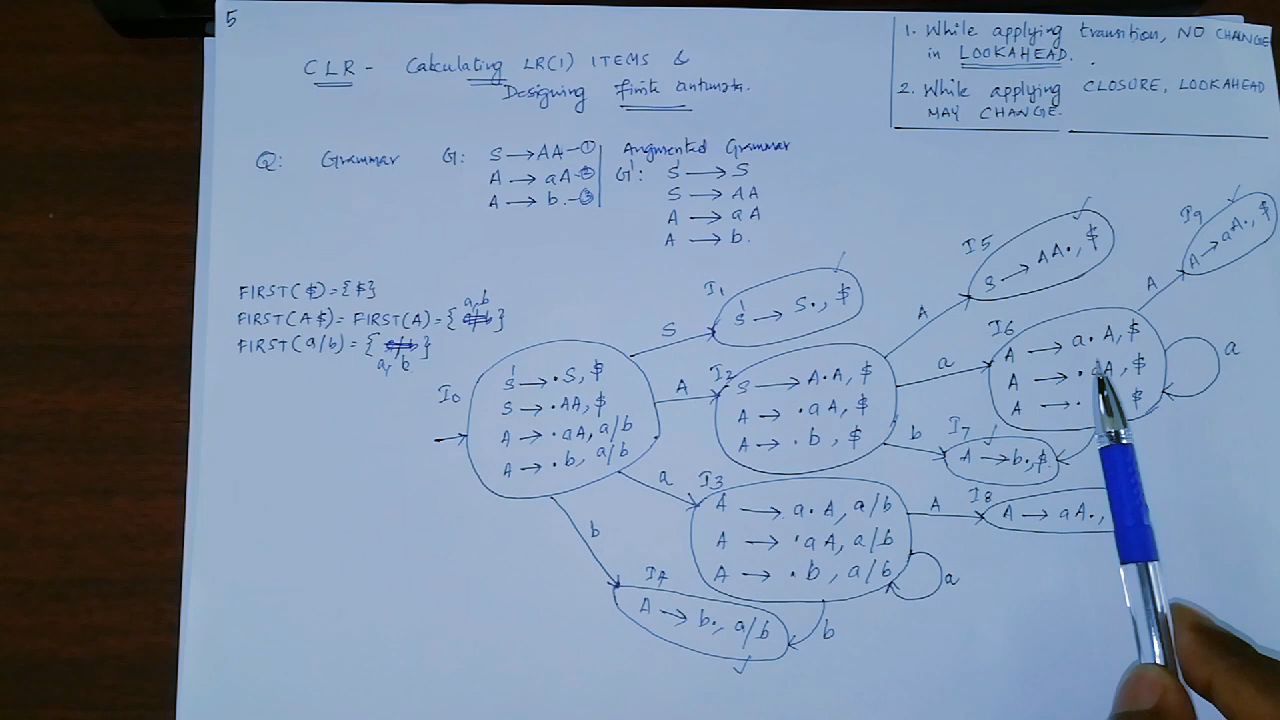 5
1. While applying transition, NO CHANGE
in LOOKAHEAD.
2. While applying CLOSURE, LOOKAHEAD
MAY CHANGE.
CLR - Calculating LR(1) ITEMS &
Designing finite automata.
Q: Grammar G: S → AA - ①
A → aA - ②
A → b. - ③
Augmented Grammar
G': S' → S
S → AA
A → aA
A → b.
FIRST($) = {$}
FIRST(A$) = FIRST(A) = {a, b}
FIRST(a/b) = {a, b}
I0
S' → .S, $
S → .AA, $
A → .aA, a/b
A → .b, a/b
S
I1
S' → S., $
A
I2
S → A.A, $
A → .aA, $
A → .b, $
A
I5
S → AA., $
a
I6
A → a.A, $
A → .aA, $
A → . $
a
A
I9
A → aA., $
b
I7
A → b., $
a
I3
A → a.A, a/b
A → .aA, a/b
A → .b, a/b
a
A
I8
A → aA.,
b
I4
A → b., a/b
b